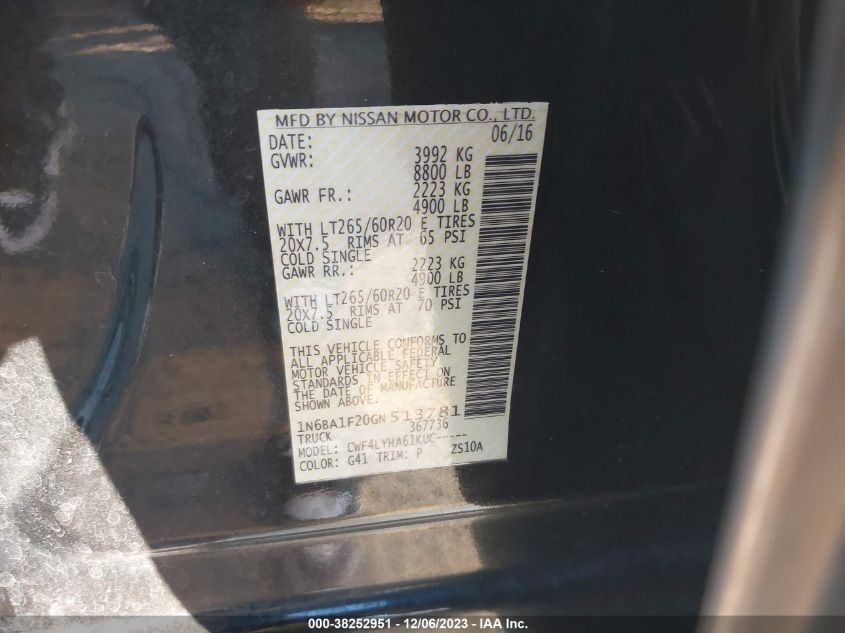 MFD BY NISSAN MOTOR CO., LTD.
DATE: 06/16
GVWR: 3992 KG
8800 LB
GAWR FR.: 2223 KG
4900 LB
WITH LT265/60R20 E TIRES
20X7.5 RIMS AT 65 PSI
COLD SINGLE
GAWR RR.: 2223 KG
4900 LB
WITH LT265/60R20 E TIRES
20X7.5 RIMS AT 70 PSI
COLD SINGLE
THIS VEHICLE CONFORMS TO
ALL APPLICABLE FEDERAL
MOTOR VEHICLE SAFETY
STANDARDS IN EFFECT ON
THE DATE OF MANUFACTURE
SHOWN ABOVE.
1N6BA1F20GN513781
TRUCK 367736
MODEL: CWF4LYHA61KUC-----
COLOR: G41 TRIM: P ZS10A
000-38252951 - 12/06/2023 - IAA Inc.